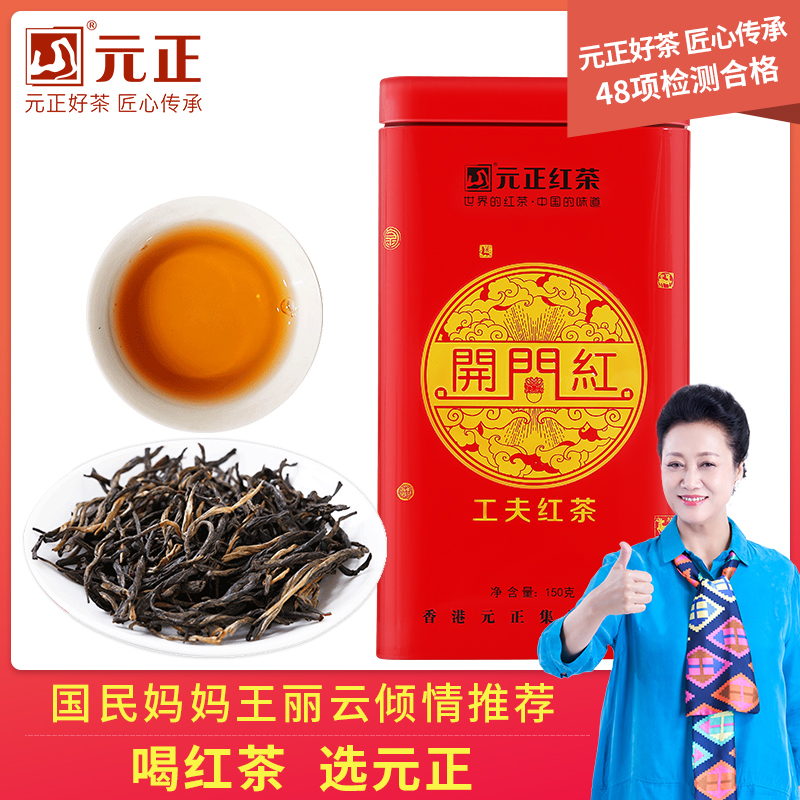 元正
®
元正好茶 匠心传承
元正好茶 匠心传承
48项检测合格
®
元正红茶
世界的红茶·中国的味道
開門紅
工夫红茶
净含量:150克
香港元正集
国民妈妈王丽云倾情推荐
喝红茶 选元正